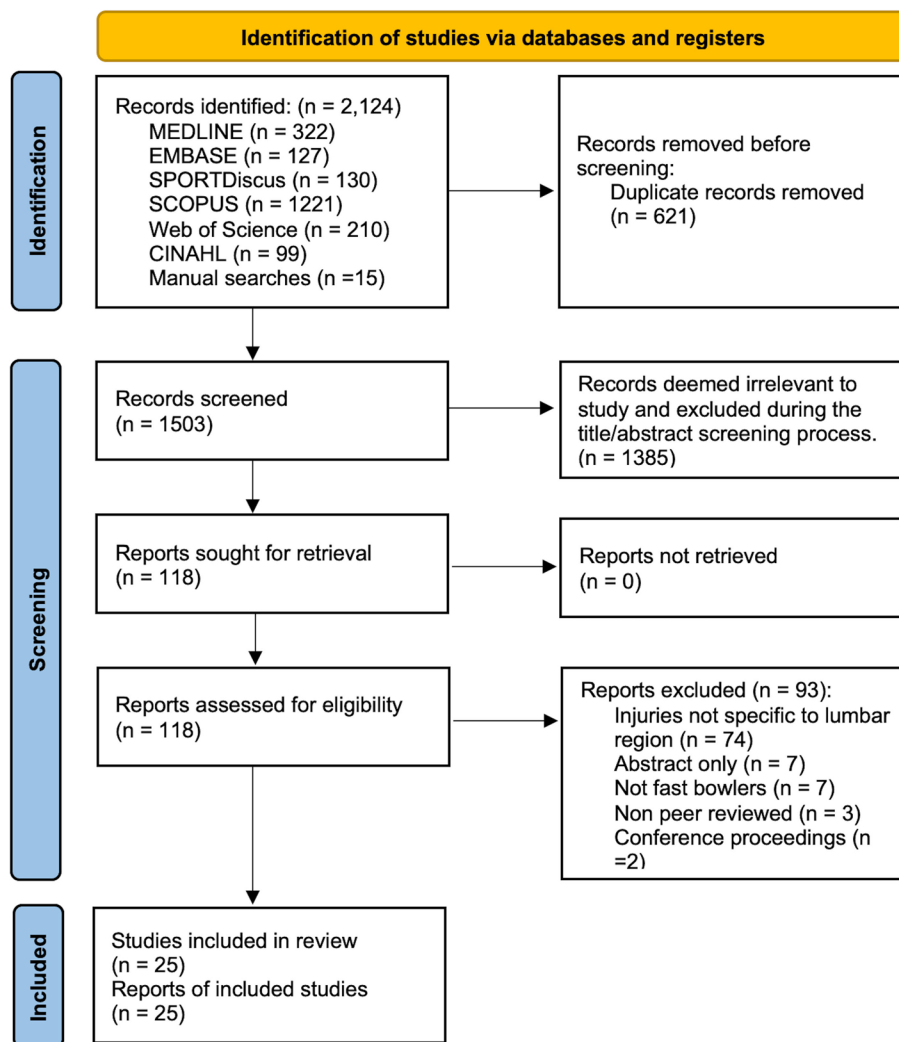 Identification of studies via databases and registers
Identification
Records identified: (n = 2,124)
MEDLINE (n = 322)
EMBASE (n = 127)
SPORTDiscus (n = 130)
SCOPUS (n = 1221)
Web of Science (n = 210)
CINAHL (n = 99)
Manual searches (n =15)
Records removed before
screening:
Duplicate records removed
(n = 621)
Screening
Records screened
(n = 1503)
Records deemed irrelevant to
study and excluded during the
title/abstract screening process.
(n = 1385)
Reports sought for retrieval
(n = 118)
Reports not retrieved
(n = 0)
Reports assessed for eligibility
(n = 118)
Reports excluded (n = 93):
Injuries not specific to lumbar
region (n = 74)
Abstract only (n = 7)
Not fast bowlers (n = 7)
Non peer reviewed (n = 3)
Conference proceedings (n
=2)
Included
Studies included in review
(n = 25)
Reports of included studies
(n = 25)